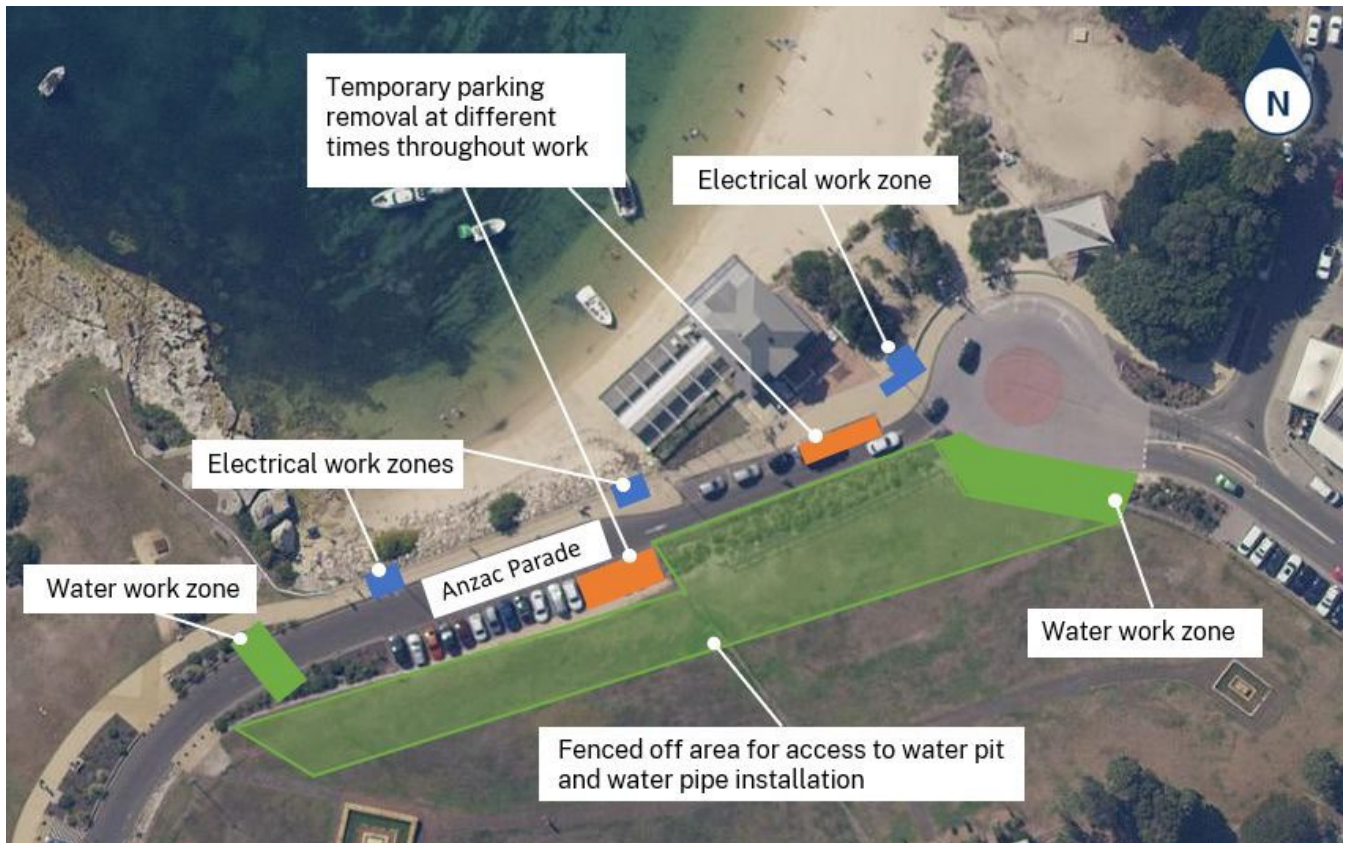 Temporary parking
removal at different
times throughout work
N
Electrical work zone
Electrical work zones
Anzac Parade
Water work zone
Water work zone
Fenced off area for access to water pit
and water pipe installation